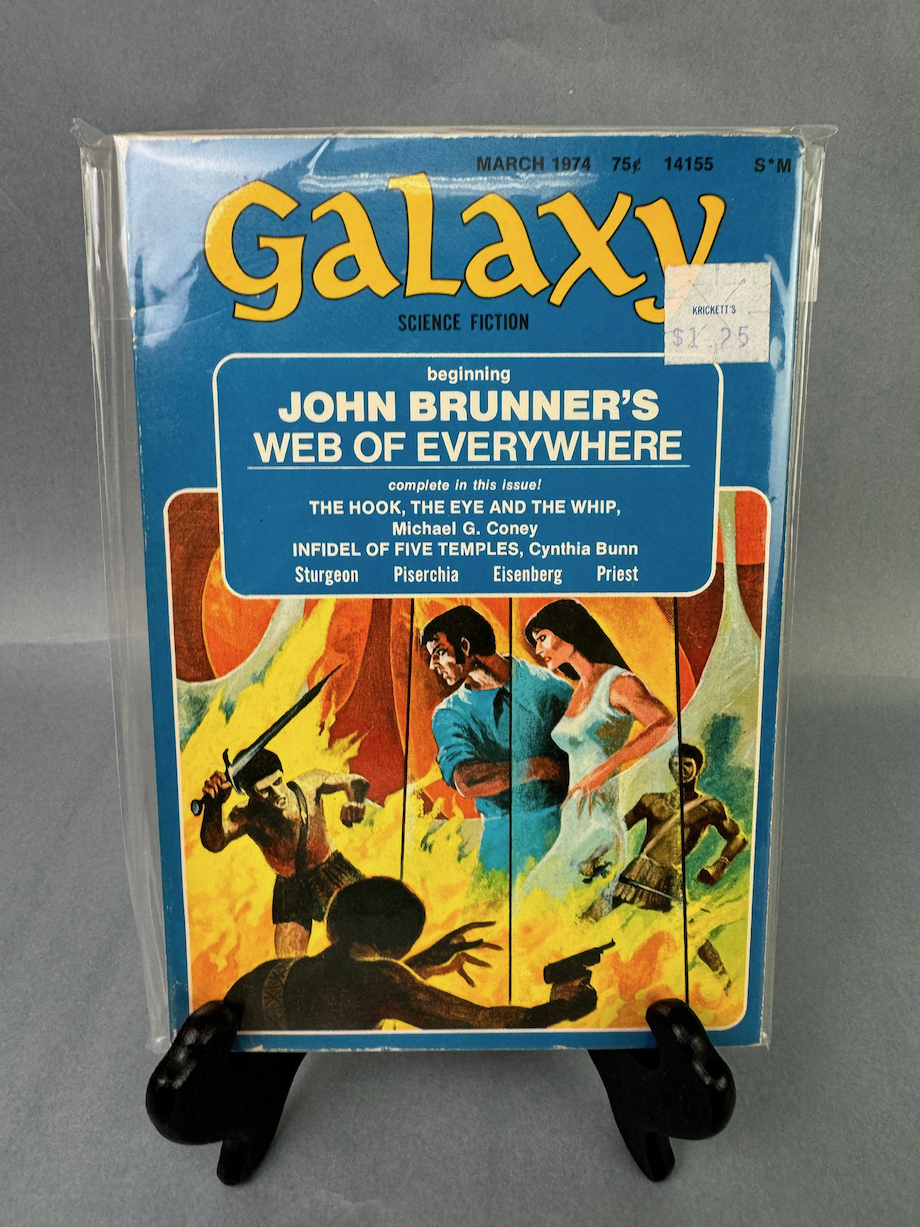 MARCH 1974 75¢ 14155 S*M
Galaxy
SCIENCE FICTION
KRICKETT'S
$1.25
beginning
JOHN BRUNNER'S
WEB OF EVERYWHERE
complete in this issue!
THE HOOK, THE EYE AND THE WHIP,
Michael G. Coney
INFIDEL OF FIVE TEMPLES, Cynthia Bunn
Sturgeon Piserchia Eisenberg Priest